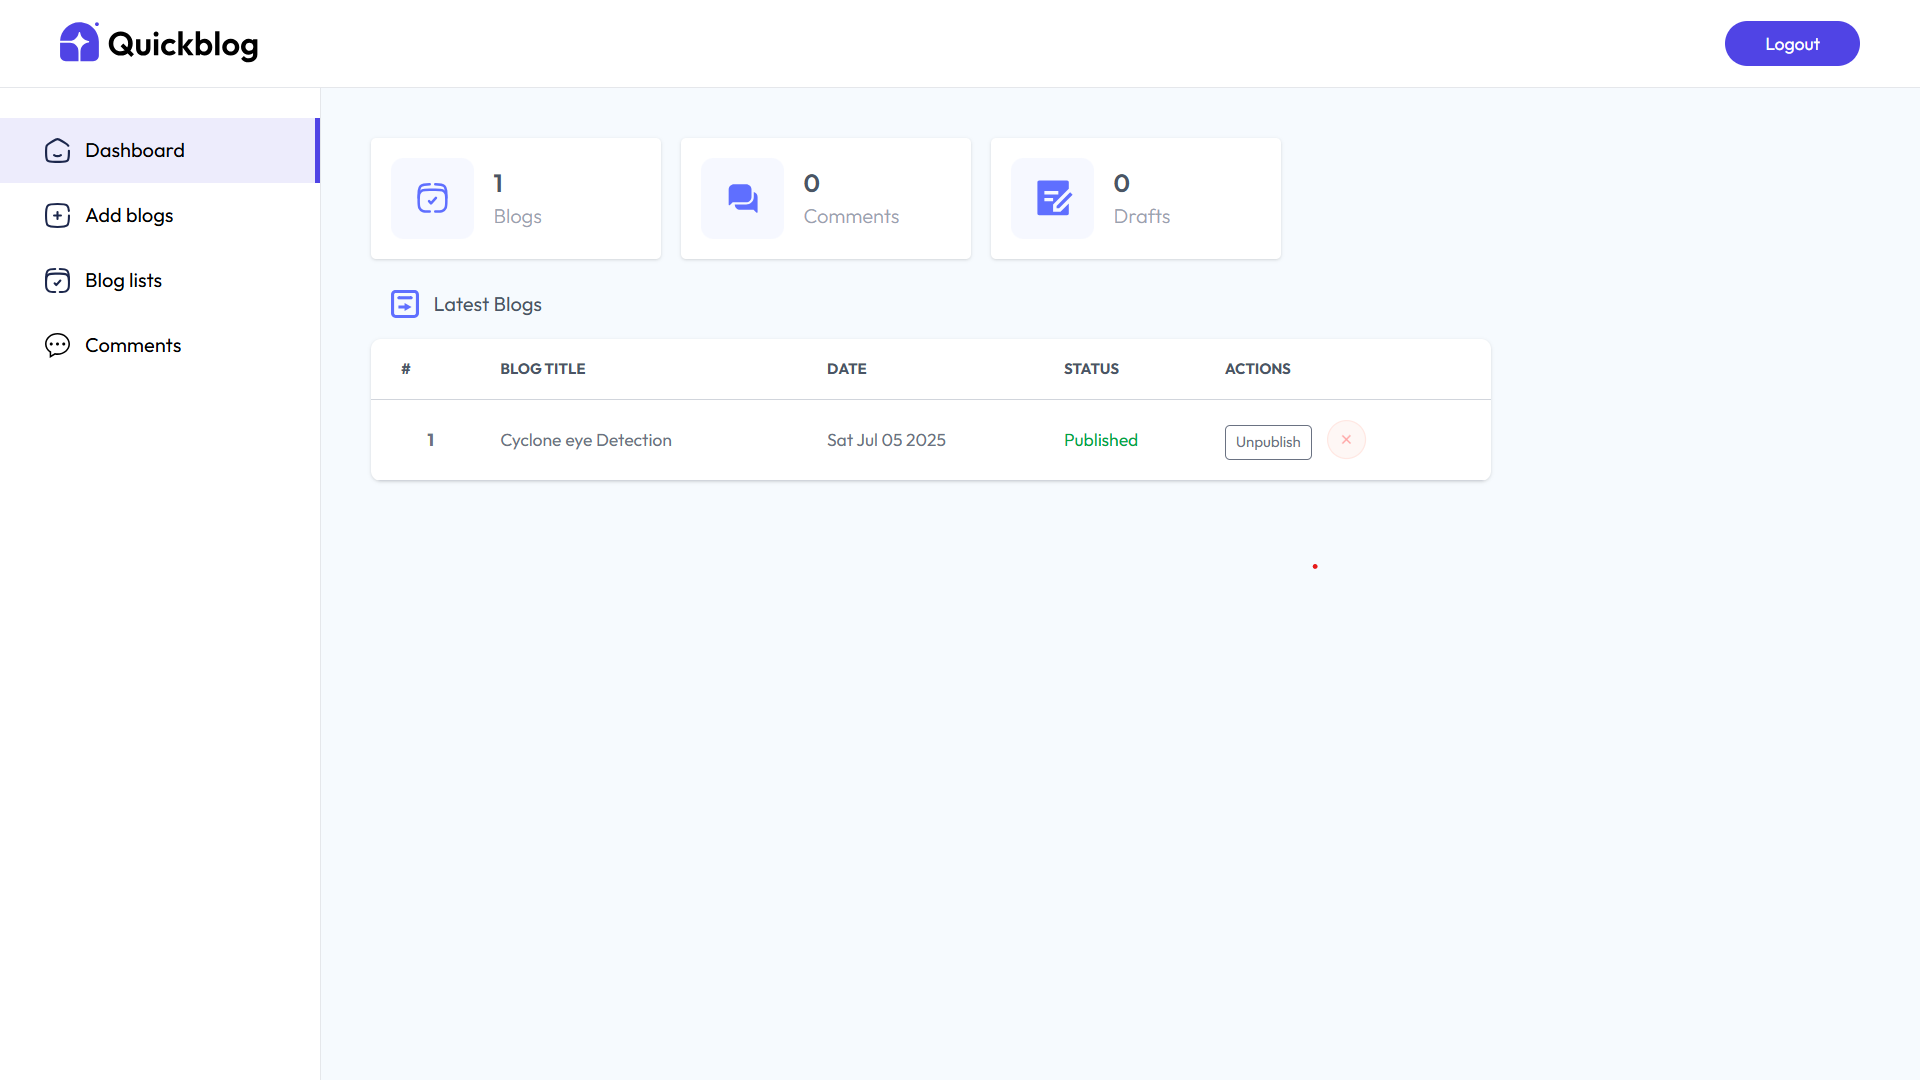 Quickblog
Logout
Dashboard
Add blogs
Blog lists
Comments
1
Blogs
0
Comments
0
Drafts
Latest Blogs
# BLOG TITLE DATE STATUS ACTIONS
1 Cyclone eye Detection Sat Jul 05 2025 Published Unpublish